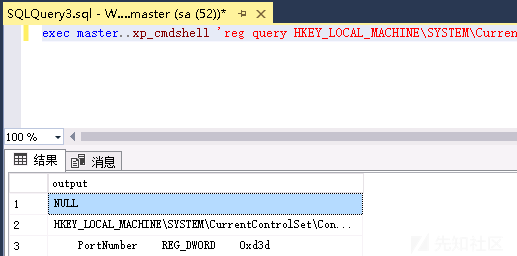 SQLQuery3.sql - W....master (sa (52))*
exec master..xp_cmdshell 'reg query HKEY_LOCAL_MACHINE\SYSTEM\Curren
100 %
结果 消息
output
1 NULL
2 HKEY_LOCAL_MACHINE\SYSTEM\CurrentControlSet\Con...
3 PortNumber REG_DWORD 0xd3d
先知社区